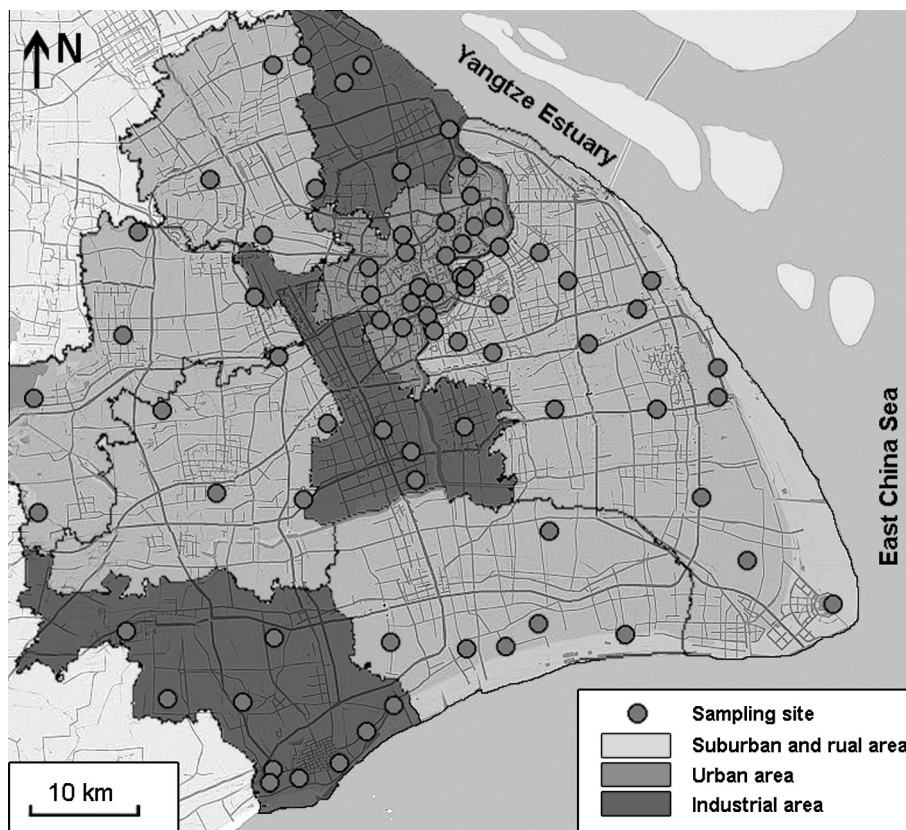 N
Yangtze Estuary
East China Sea
Sampling site
Suburban and rual area
Urban area
Industrial area
10 km